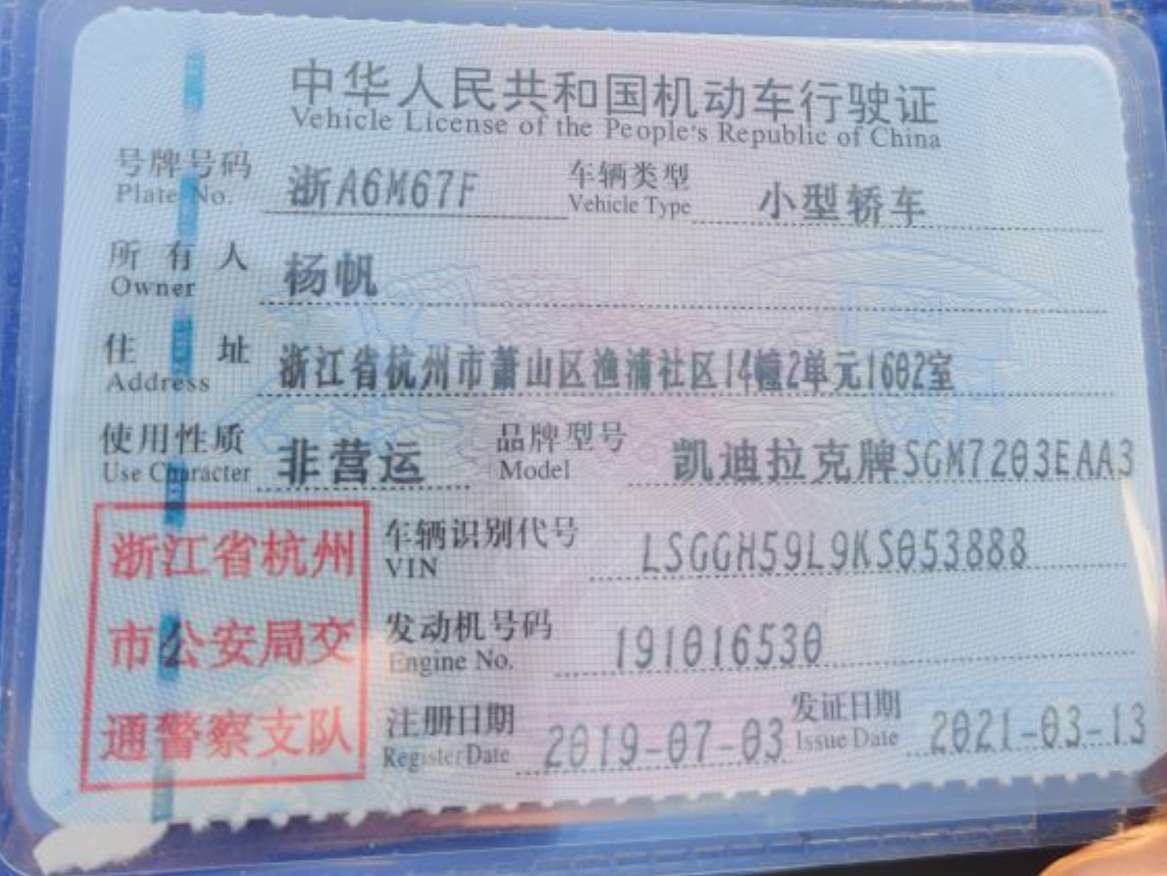 中华人民共和国机动车行驶证
Vehicle License of the People's Republic of China
号牌号码 浙A6M67F 车辆类型 小型轿车
Plate No. Vehicle Type
所有人 杨帆
Owner
住址 浙江省杭州市萧山区渔浦社区14幢2单元1602室
Address
使用性质 非营运 品牌型号 凯迪拉克牌SGM7203EAA3
Use Character Model
车辆识别代号 LSGGH59L9KS053888
VIN
发动机号码 191016530
Engine No.
注册日期 2019-07-03 发证日期 2021-03-13
Register Date Issue Date
浙江省杭州
市公安局交
通警察支队